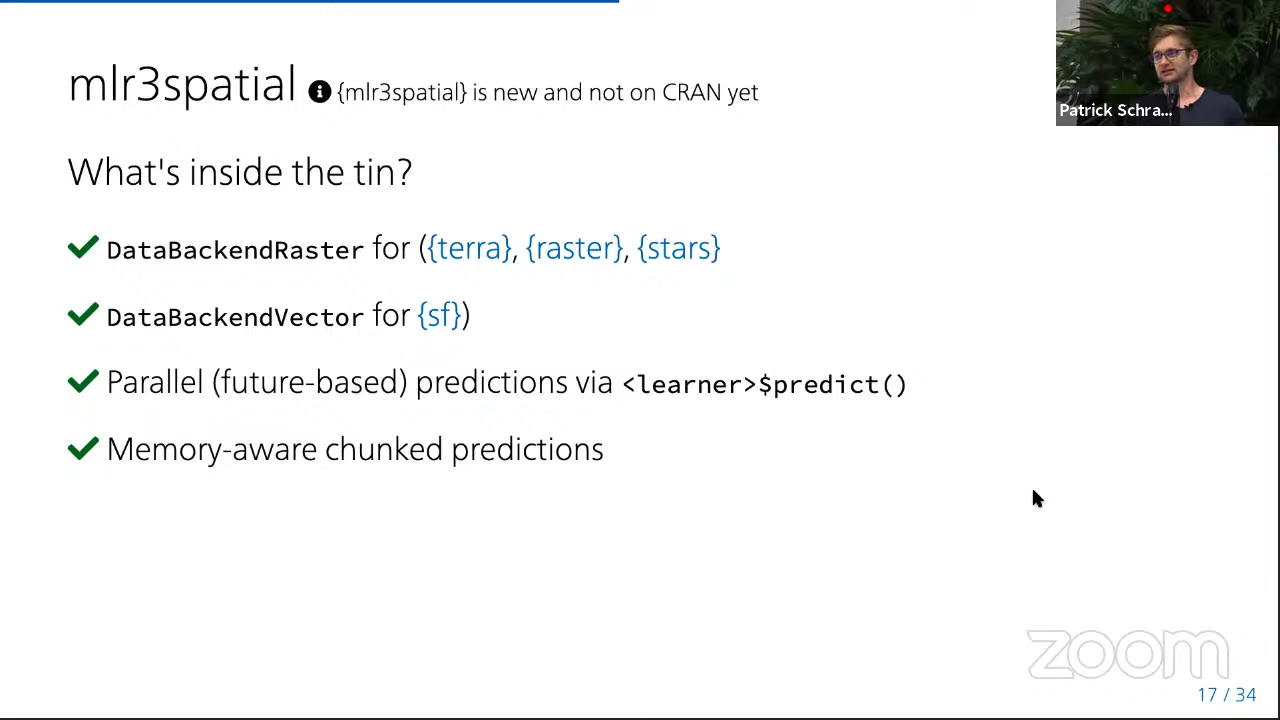 mlr3spatial {mlr3spatial} is new and not on CRAN yet
Patrick Schra...
What's inside the tin?
DataBackendRaster for ({terra}, {raster}, {stars}
DataBackendVector for {sf})
Parallel (future-based) predictions via <learner>$predict()
Memory-aware chunked predictions
zoom
17 / 34